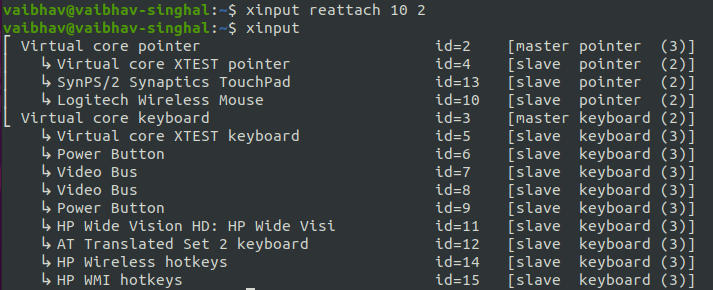 vaibhav@vaibhav-singhal:~$ xinput reattach 10 2
vaibhav@vaibhav-singhal:~$ xinput
⎡ Virtual core pointer id=2 [master pointer (3)]
⎜ ↳ Virtual core XTEST pointer id=4 [slave pointer (2)]
⎜ ↳ SynPS/2 Synaptics TouchPad id=13 [slave pointer (2)]
⎜ ↳ Logitech Wireless Mouse id=10 [slave pointer (2)]
⎣ Virtual core keyboard id=3 [master keyboard (2)]
↳ Virtual core XTEST keyboard id=5 [slave keyboard (3)]
↳ Power Button id=6 [slave keyboard (3)]
↳ Video Bus id=7 [slave keyboard (3)]
↳ Video Bus id=8 [slave keyboard (3)]
↳ Power Button id=9 [slave keyboard (3)]
↳ HP Wide Vision HD: HP Wide Visi id=11 [slave keyboard (3)]
↳ AT Translated Set 2 keyboard id=12 [slave keyboard (3)]
↳ HP Wireless hotkeys id=14 [slave keyboard (3)]
↳ HP WMI hotkeys id=15 [slave keyboard (3)]